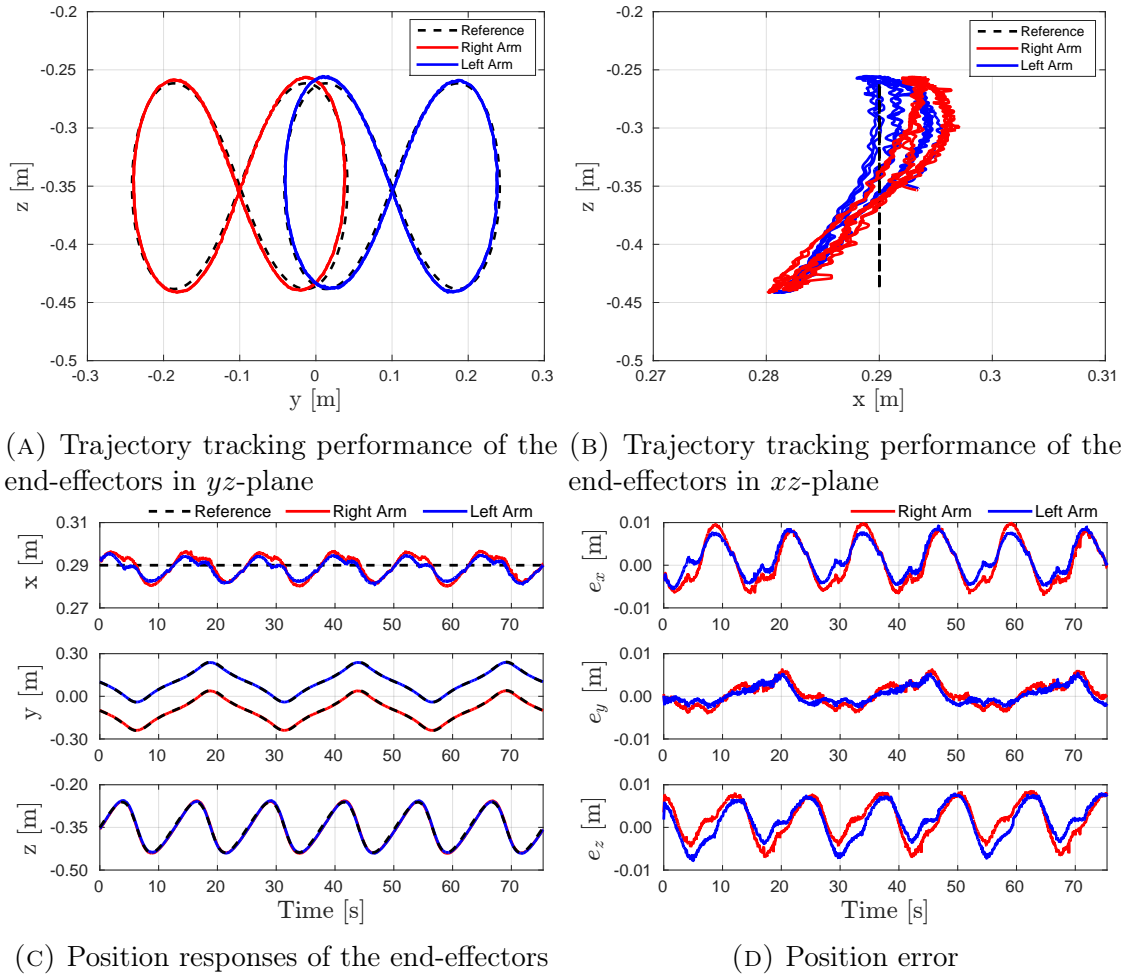 -0.2
-0.25
-0.3
-0.35
-0.4
-0.45
-0.5
z [m]
-0.3 -0.2 -0.1 0 0.1 0.2 0.3
y [m]
Reference
Right Arm
Left Arm
-0.2
-0.25
-0.3
-0.35
-0.4
-0.45
-0.5
z [m]
0.27 0.28 0.29 0.3 0.31
x [m]
Reference
Right Arm
Left Arm
(A) Trajectory tracking performance of the
end-effectors in yz-plane
(B) Trajectory tracking performance of the
end-effectors in xz-plane
Reference Right Arm Left Arm
0.31
0.29
0.27
x [m]
0 10 20 30 40 50 60 70
0.30
0.00
-0.30
y [m]
0 10 20 30 40 50 60 70
-0.20
-0.35
-0.50
z [m]
0 10 20 30 40 50 60 70
Time [s]
(C) Position responses of the end-effectors
Right Arm Left Arm
0.01
0.00
-0.01
e_x [m]
0 10 20 30 40 50 60 70
0.01
0.00
-0.01
e_y [m]
0 10 20 30 40 50 60 70
0.01
0.00
0.01
e_z [m]
0 10 20 30 40 50 60 70
Time [s]
(D) Position error